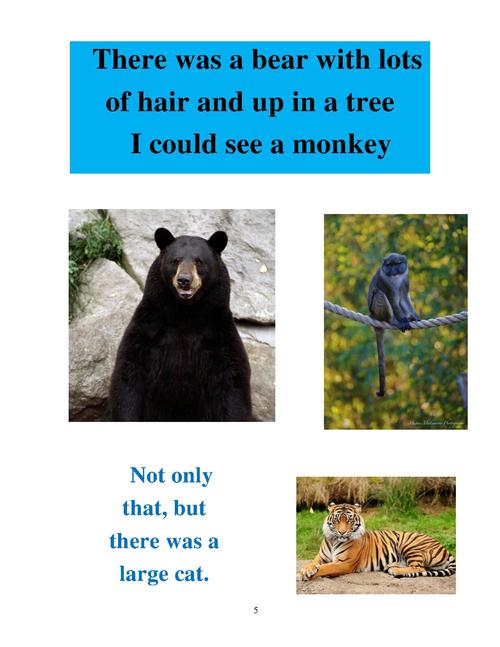 There was a bear with lots
of hair and up in a tree
I could see a monkey
Not only
that, but
there was a
large cat.
5